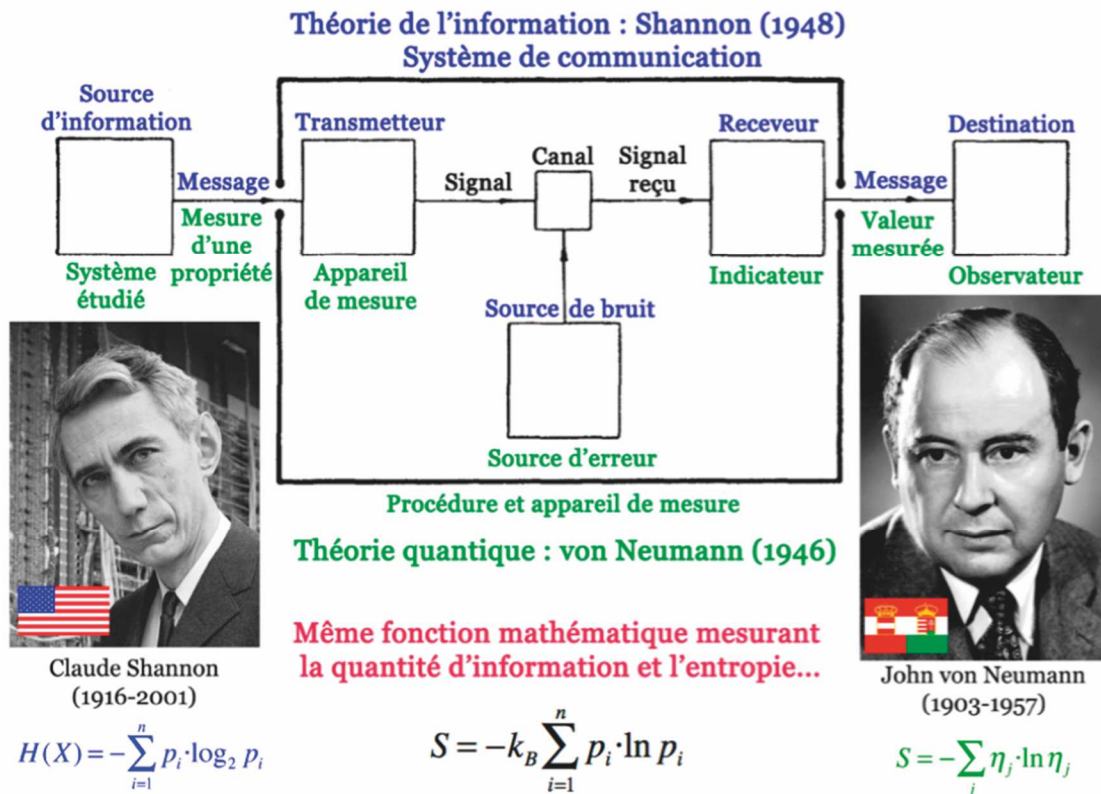 Théorie de l'information : Shannon (1948)
Système de communication
Source
d'information
Transmetteur
Canal
Signal
reçu
Receveur
Destination
Message
Signal
Message
Mesure
d'une
propriété
Valeur
mesurée
Système
étudié
Appareil
de mesure
Indicateur
Observateur
Source de bruit
Source d'erreur
Procédure et appareil de mesure
Théorie quantique : von Neumann (1946)
Même fonction mathématique mesurant
la quantité d'information et l'entropie...
Claude Shannon
(1916-2001)
John von Neumann
(1903-1957)
H(X) = -∑_{i=1}^{n} p_i·log_2 p_i
S = -k_B ∑_{i=1}^{n} p_i·ln p_i
S = -∑_j η_j·ln η_j